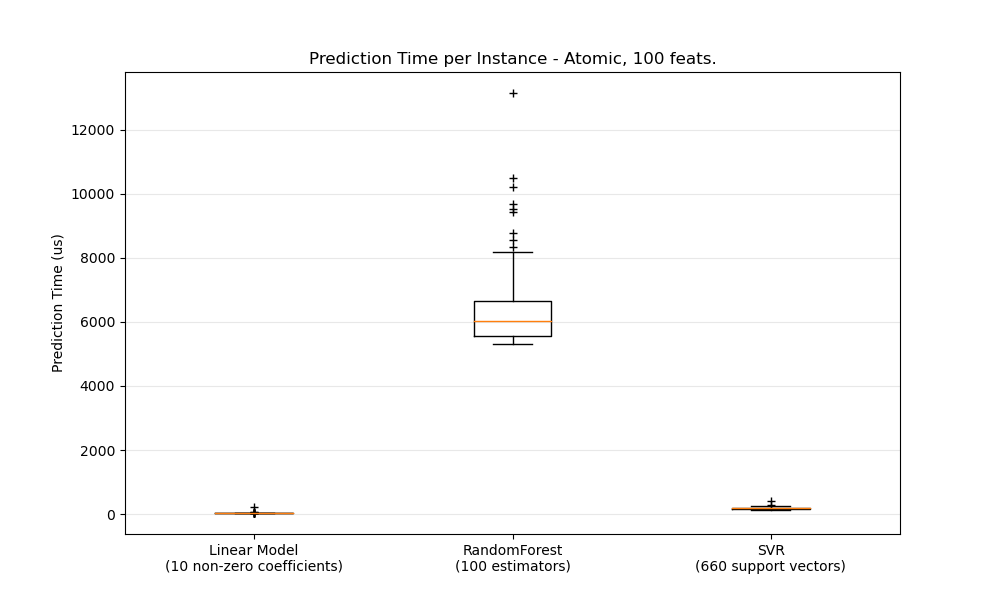 Prediction Time per Instance - Atomic, 100 feats.
Prediction Time (us)
12000
10000
8000
6000
4000
2000
0
Linear Model
(10 non-zero coefficients)
RandomForest
(100 estimators)
SVR
(660 support vectors)